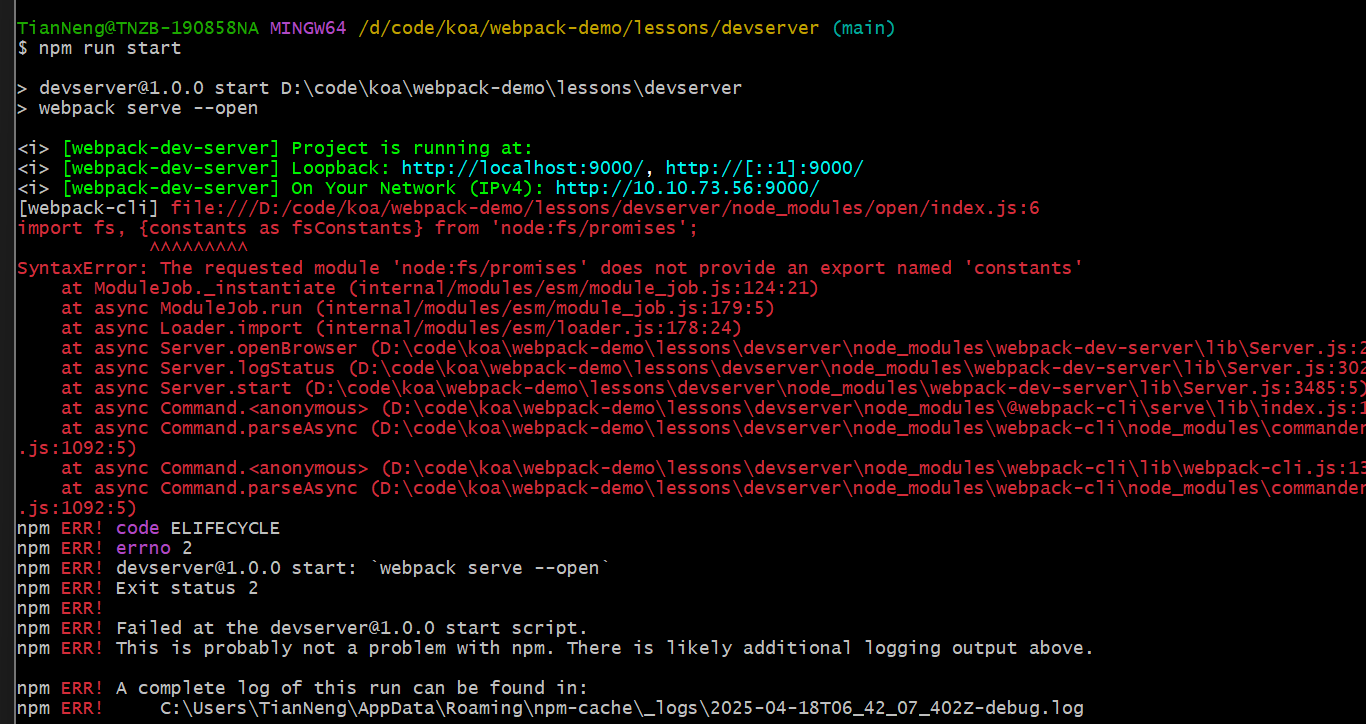 TianNeng@TNZB-190858NA MINGW64 /d/code/koa/webpack-demo/lessons/devserver (main)
$ npm run start
> devserver@1.0.0 start D:\code\koa\webpack-demo\lessons\devserver
> webpack serve --open
<i> [webpack-dev-server] Project is running at:
<i> [webpack-dev-server] Loopback: http://localhost:9000/, http://[::1]:9000/
<i> [webpack-dev-server] On Your Network (IPv4): http://10.10.73.56:9000/
[webpack-cli] file:///D:/code/koa/webpack-demo/lessons/devserver/node_modules/open/index.js:6
import fs, {constants as fsConstants} from 'node:fs/promises';
^^^^^^^^^
SyntaxError: The requested module 'node:fs/promises' does not provide an export named 'constants'
at ModuleJob._instantiate (internal/modules/esm/module_job.js:124:21)
at async ModuleJob.run (internal/modules/esm/module_job.js:179:5)
at async Loader.import (internal/modules/esm/loader.js:178:24)
at async Server.openBrowser (D:\code\koa\webpack-demo\lessons\devserver\node_modules\webpack-dev-server\lib\Server.js:2
at async Server.logStatus (D:\code\koa\webpack-demo\lessons\devserver\node_modules\webpack-dev-server\lib\Server.js:302
at async Server.start (D:\code\koa\webpack-demo\lessons\devserver\node_modules\webpack-dev-server\lib\Server.js:3485:5)
at async Command.<anonymous> (D:\code\koa\webpack-demo\lessons\devserver\node_modules\@webpack-cli\serve\lib\index.js:1
at async Command.parseAsync (D:\code\koa\webpack-demo\lessons\devserver\node_modules\webpack-cli\node_modules\commander
.js:1092:5)
at async Command.<anonymous> (D:\code\koa\webpack-demo\lessons\devserver\node_modules\webpack-cli\lib\webpack-cli.js:13
at async Command.parseAsync (D:\code\koa\webpack-demo\lessons\devserver\node_modules\webpack-cli\node_modules\commander
.js:1092:5)
npm ERR! code ELIFECYCLE
npm ERR! errno 2
npm ERR! devserver@1.0.0 start: `webpack serve --open`
npm ERR! Exit status 2
npm ERR!
npm ERR! Failed at the devserver@1.0.0 start script.
npm ERR! This is probably not a problem with npm. There is likely additional logging output above.
npm ERR! A complete log of this run can be found in:
npm ERR!     C:\Users\TianNeng\AppData\Roaming\npm-cache\_logs\2025-04-18T06_42_07_402Z-debug.log